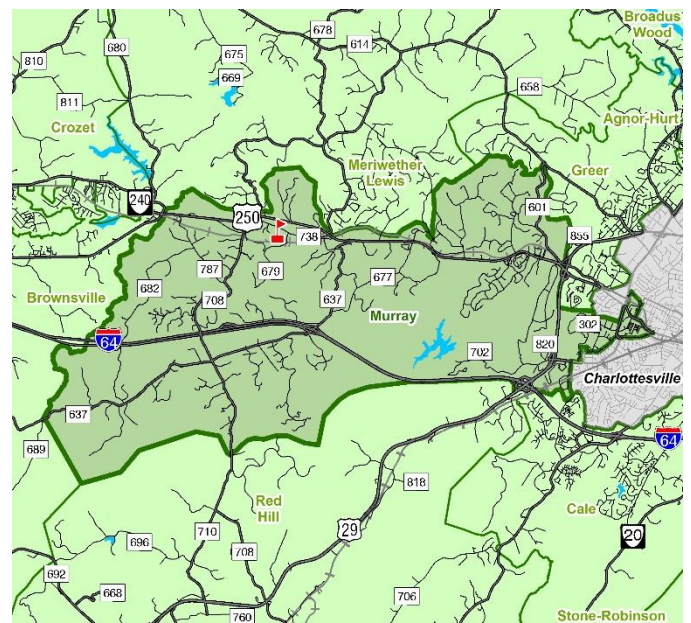 Broadus
Wood
678
680
614
810
675
669
658
811
Agnor-Hurt
Crozet
Meriwether
Lewis
Greer
240
250
601
738
855
787
679
677
682
Brownsville
708
637
Murray
302
64
702
820
Charlottesville
637
64
689
818
Red
Hill
29
Cale
20
696
710
708
692
668
706
760
Stone-Robinson